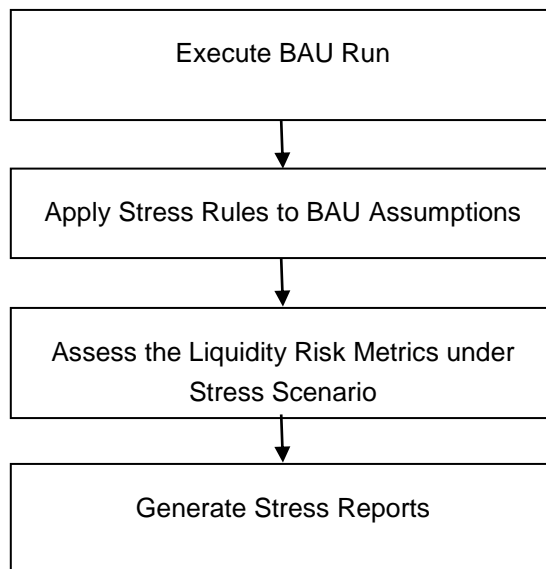 Execute BAU Run
Apply Stress Rules to BAU Assumptions
Assess the Liquidity Risk Metrics under
Stress Scenario
Generate Stress Reports